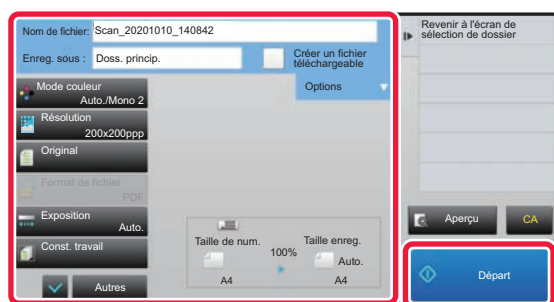 Nom de fichier: Scan_20201010_140842
Enreg. sous : Doss. princip.
Créer un fichier
téléchargeable
Options
Mode couleur
Auto./Mono 2
Résolution
200x200ppp
Original
Format de fichier
PDF
Exposition
Auto.
Const. travail
Autres
Taille de num.
100%
Taille enreg.
Auto.
A4
A4
Revenir à l'écran de
sélection de dossier
Aperçu
CA
Départ